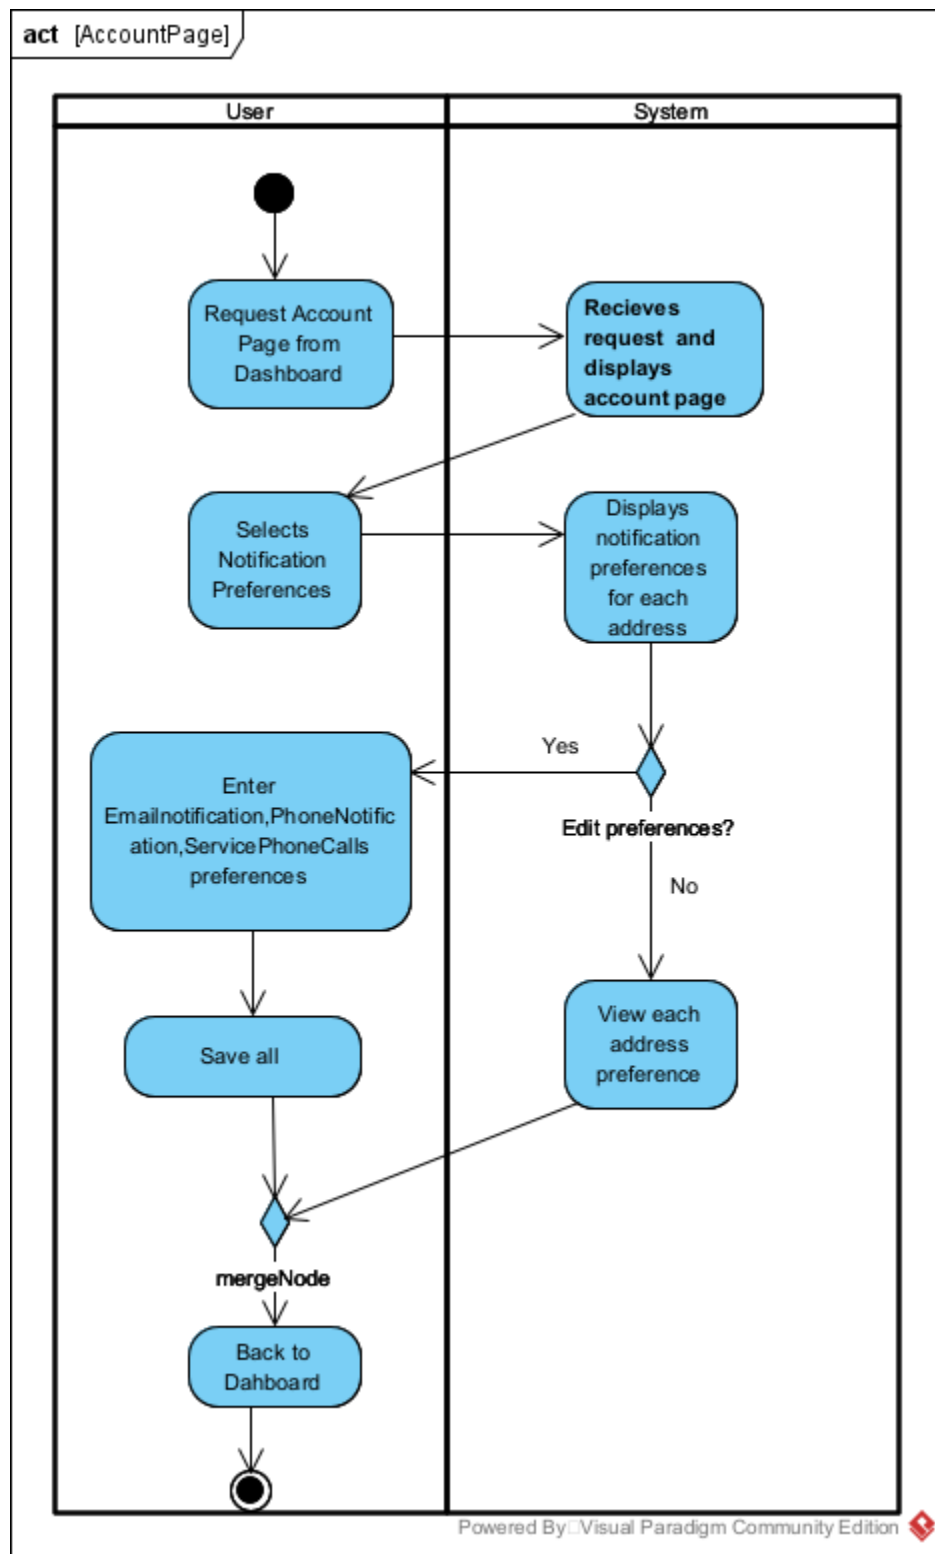 act [AccountPage]
User
System
Request Account
Page from
Dashboard
Recieves
request and
displays
account page
Selects
Notification
Preferences
Displays
notification
preferences
for each
address
Yes
Edit preferences?
Enter
Emailnotification,PhoneNotific
ation,ServicePhoneCalls
preferences
No
View each
address
preference
Save all
mergeNode
Back to
Dahboard
Powered By Visual Paradigm Community Edition